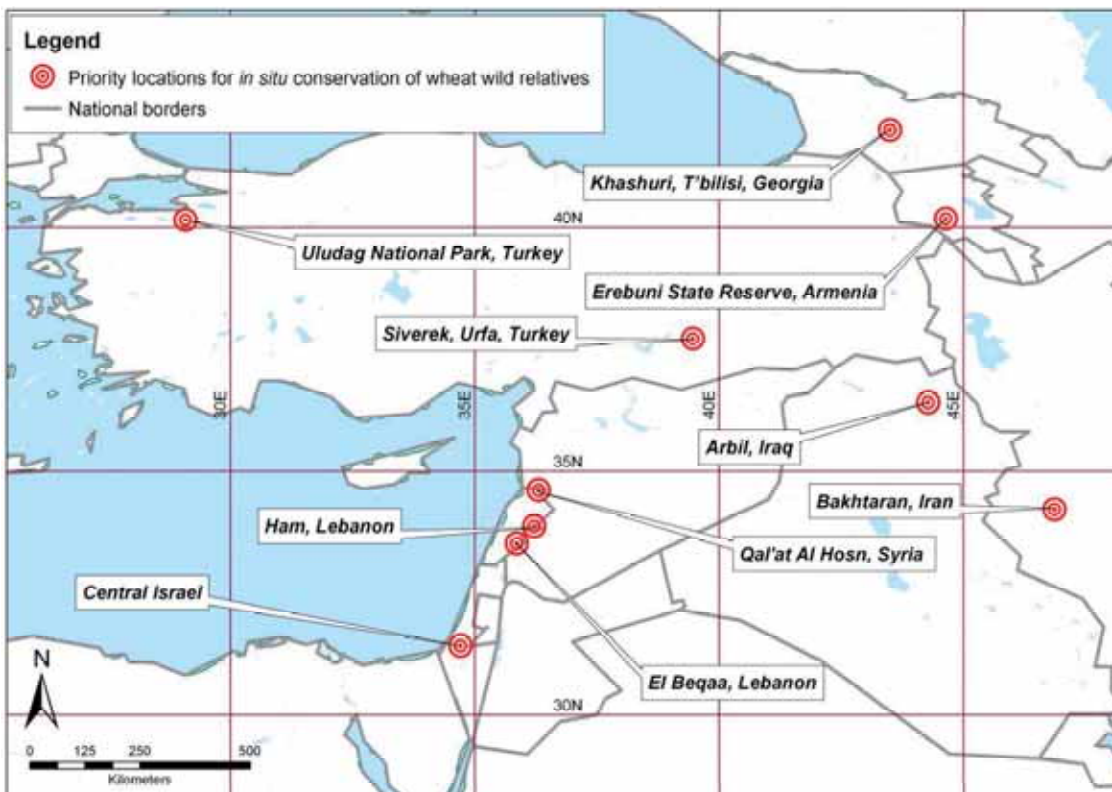 Legend
Priority locations for in situ conservation of wheat wild relatives
National borders
Khashuri, T'bilisi, Georgia
40N
Uludag National Park, Turkey
Erebuni State Reserve, Armenia
Siverek, Urfa, Turkey
30E
35E
40E
45E
Arbil, Iraq
35N
Bakhtaran, Iran
Ham, Lebanon
Qal'at Al Hosn, Syria
Central Israel
N
El Beqaa, Lebanon
30N
0 125 250 500
Kilometers